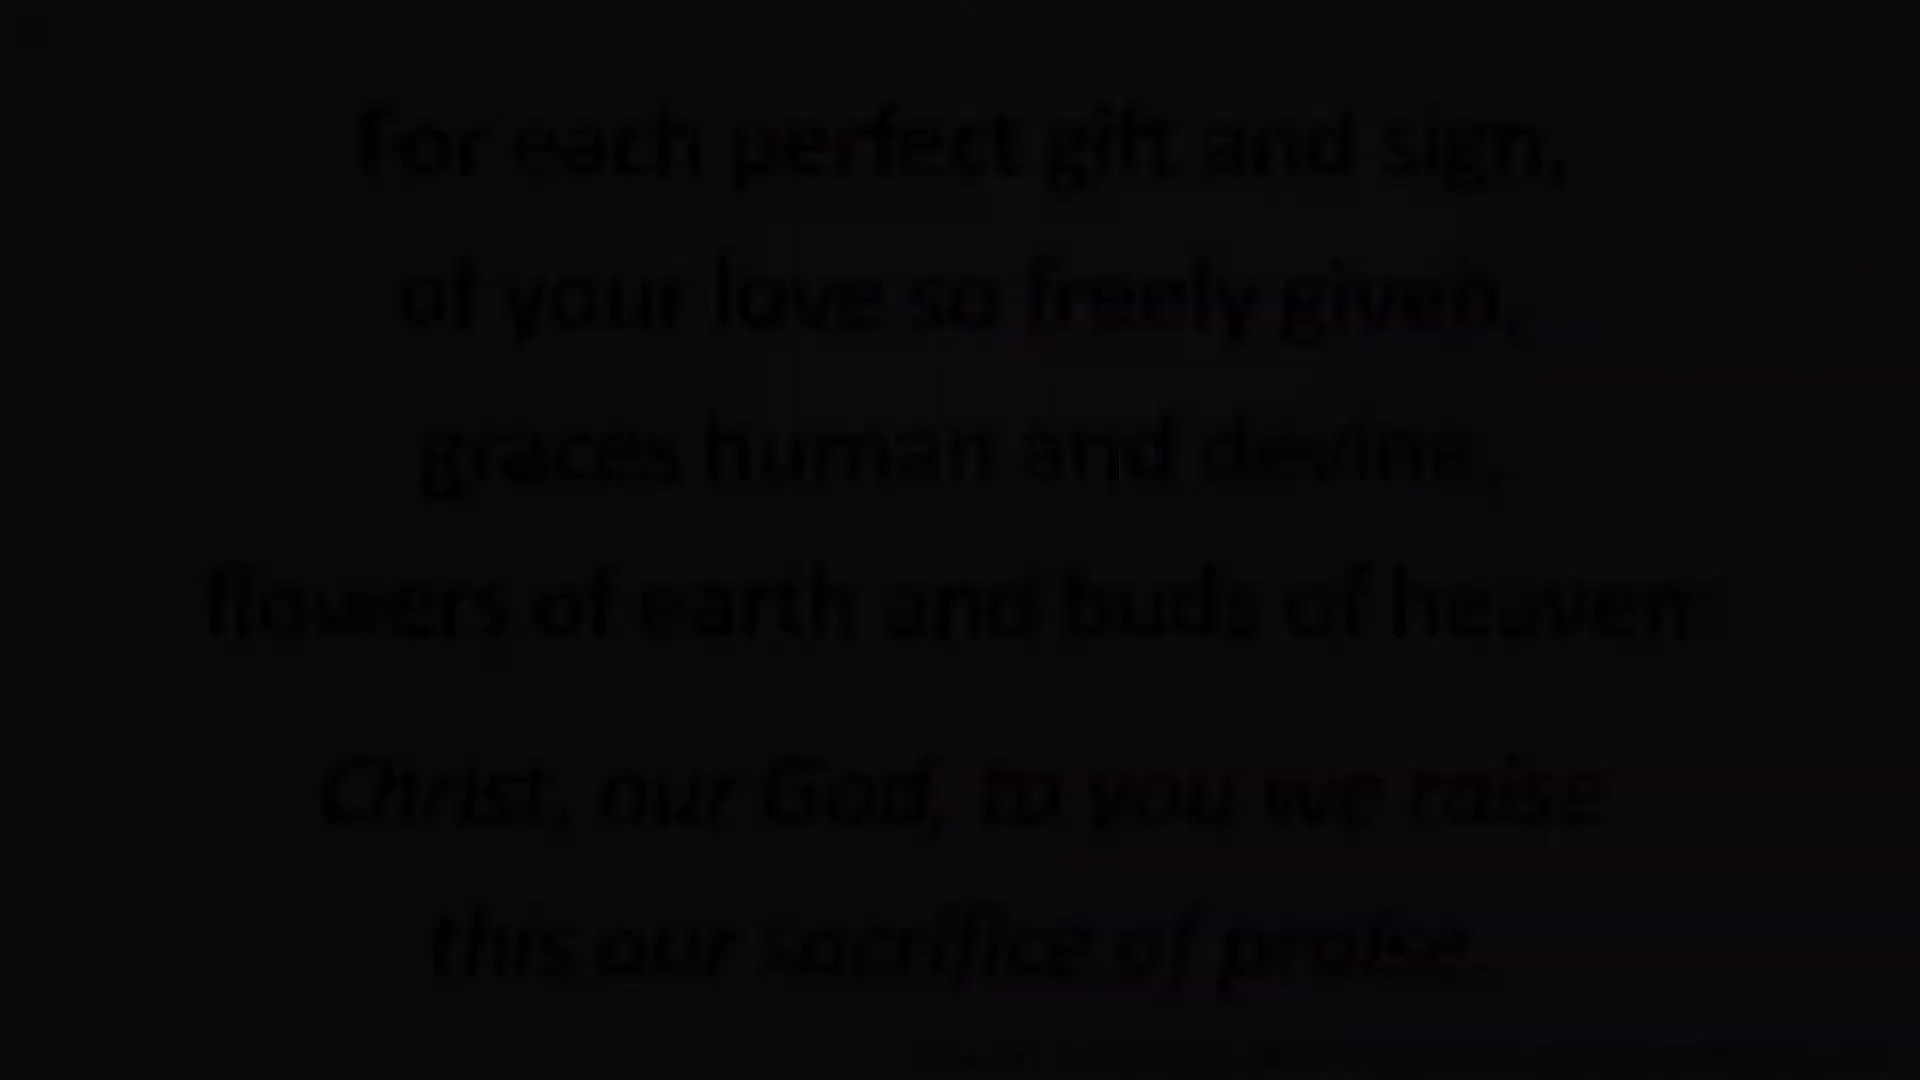 For each perfect gift and sign,
of your love so freely given,
graces human and devine,
flowers of earth and buds of heaven
Christ, our God, to you we raise
this our sacrifice of praise.